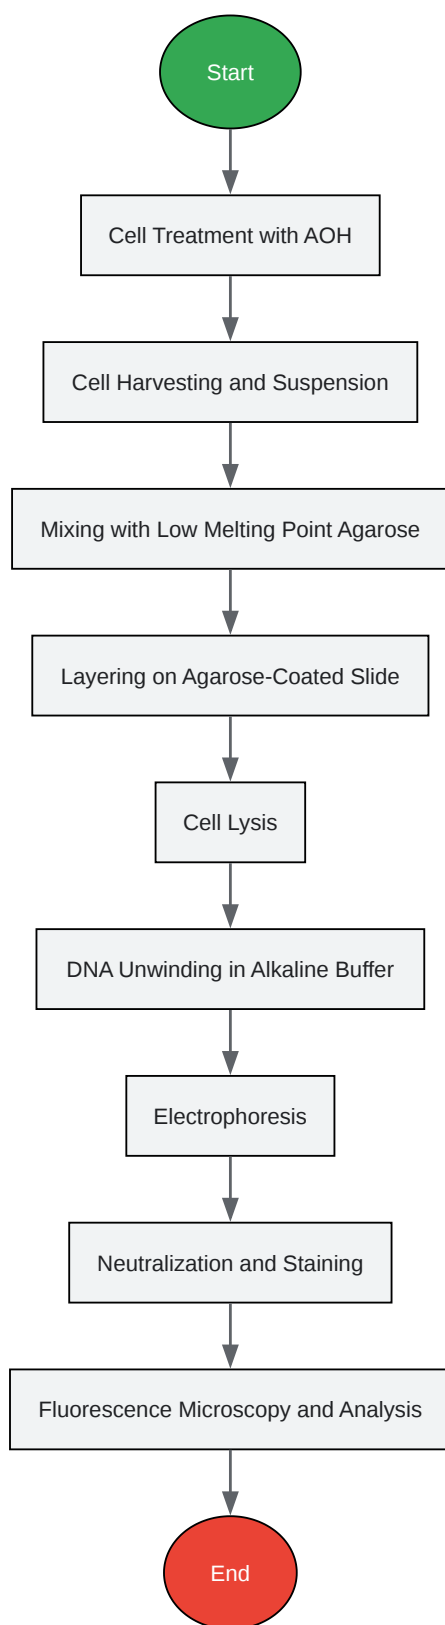 Start
Cell Treatment with AOH
Cell Harvesting and Suspension
Mixing with Low Melting Point Agarose
Layering on Agarose-Coated Slide
Cell Lysis
DNA Unwinding in Alkaline Buffer
Electrophoresis
Neutralization and Staining
Fluorescence Microscopy and Analysis
End